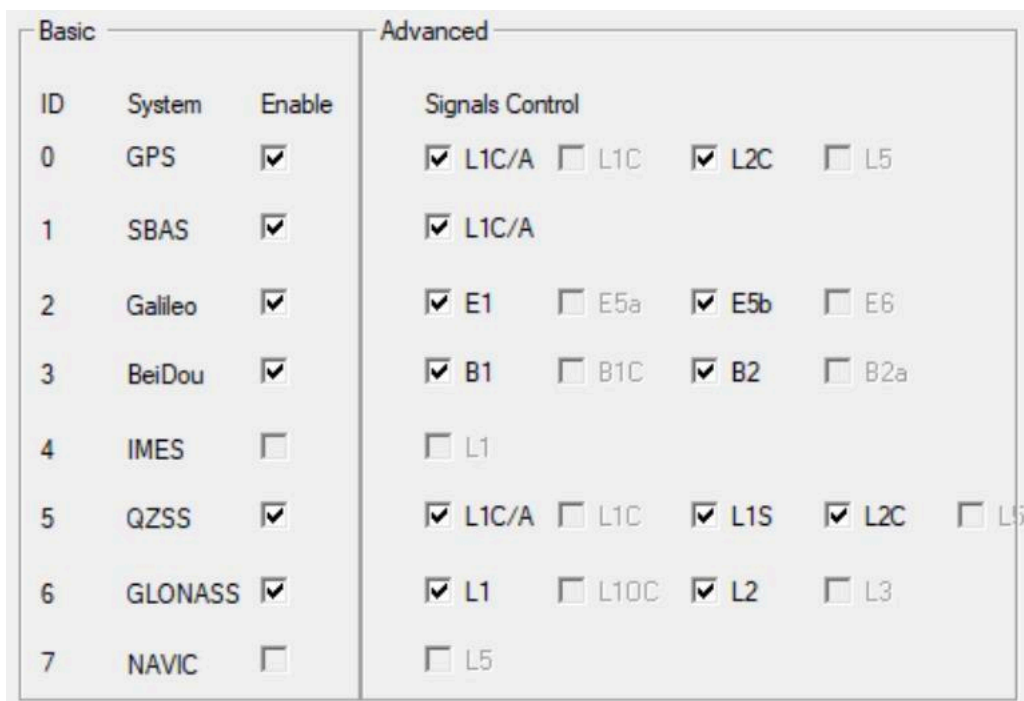 Basic Advanced
ID System Enable Signals Control
0 GPS L1C/A L1C L2C L5
1 SBAS L1C/A
2 Galileo E1 E5a E5b E6
3 BeiDou B1 B1C B2 B2a
4 IMES L1
5 QZSS L1C/A L1C L1S L2C L5
6 GLONASS L1 L1OC L2 L3
7 NAVIC L5